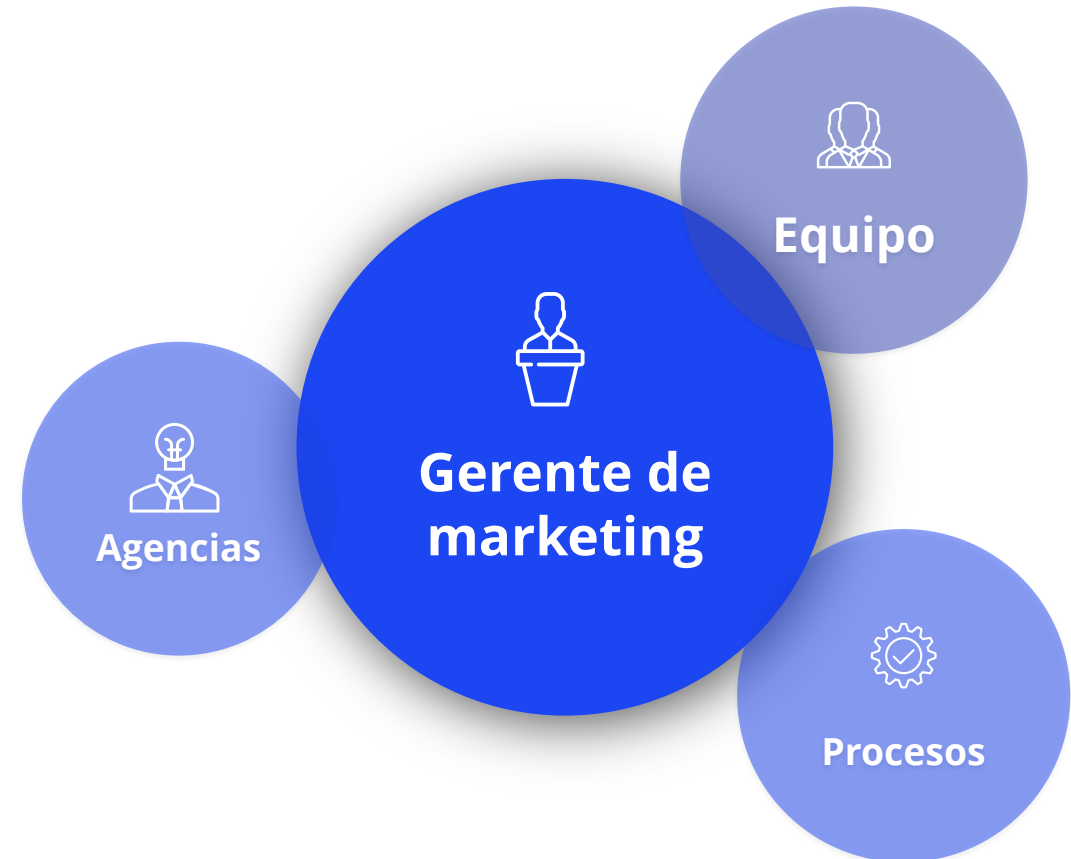 Equipo
Gerente de
marketing
Agencias
Procesos